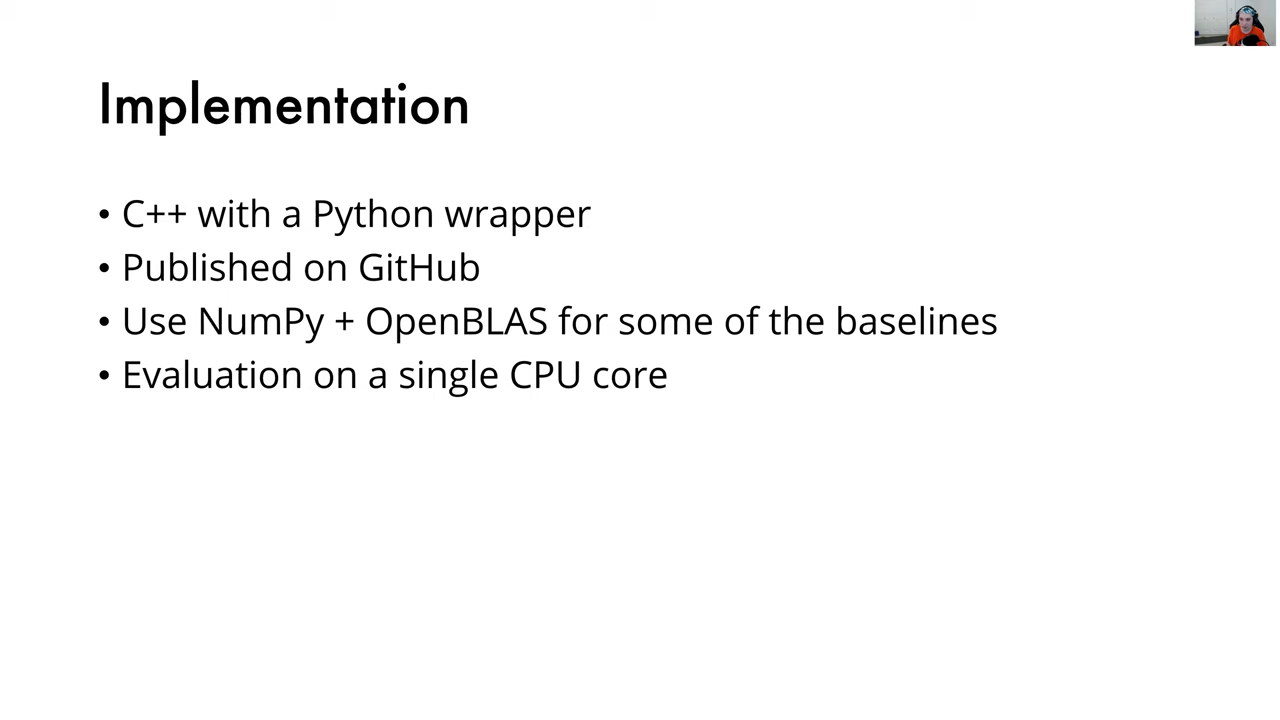 Implementation
• C++ with a Python wrapper
• Published on GitHub
• Use NumPy + OpenBLAS for some of the baselines
• Evaluation on a single CPU core